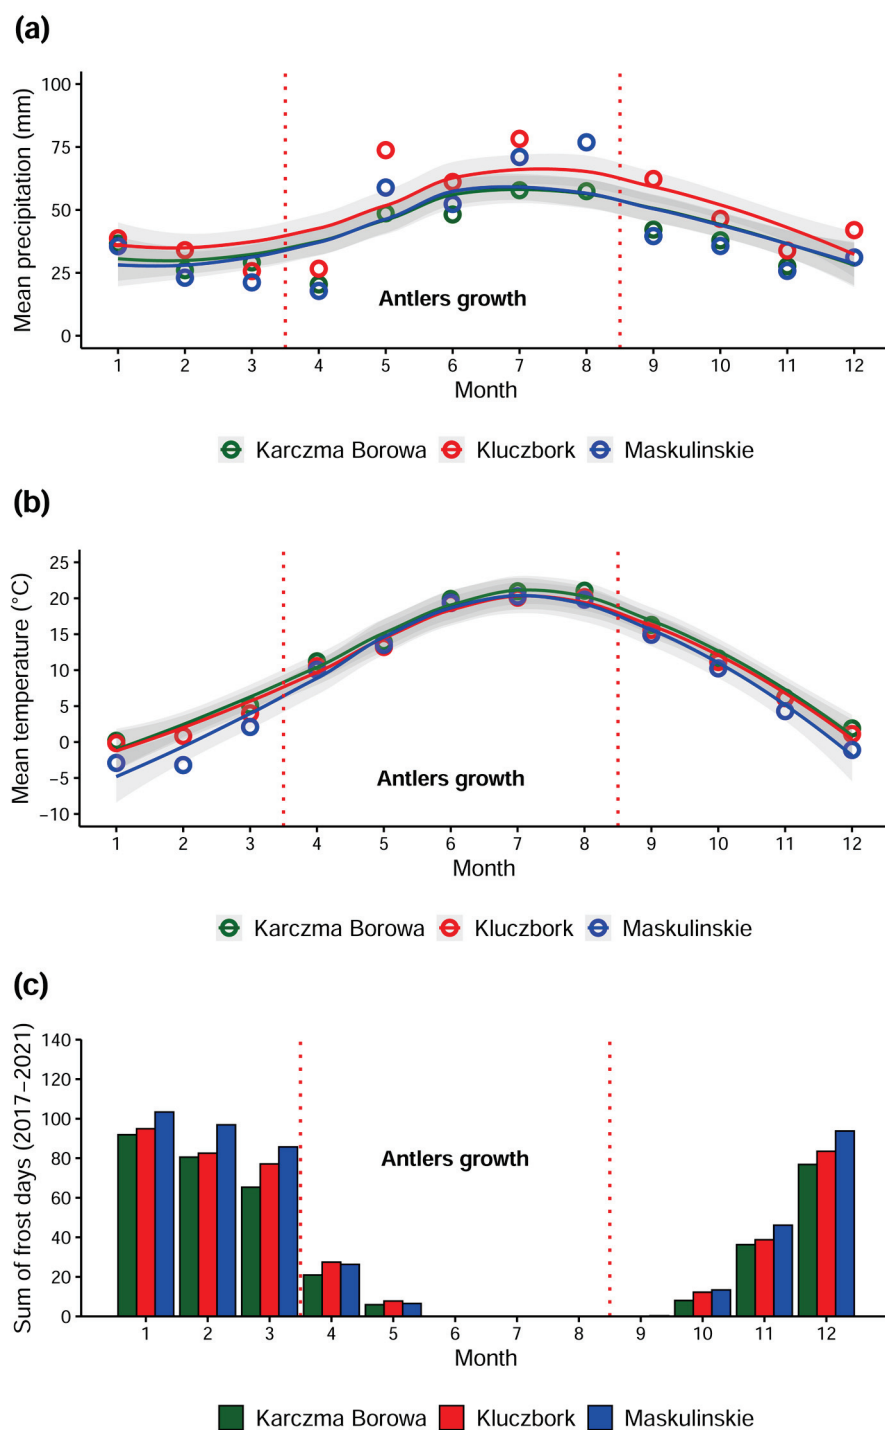 (a)
Mean precipitation (mm)
100
75
50
25
0
Antlers growth
1 2 3 4 5 6 7 8 9 10 11 12
Month
Karczma Borowa Kluczbork Maskulinskie
(b)
Mean temperature (°C)
25
20
15
10
5
0
−5
−10
Antlers growth
1 2 3 4 5 6 7 8 9 10 11 12
Month
Karczma Borowa Kluczbork Maskulinskie
(c)
Sum of frost days (2017−2021)
140
120
100
80
60
40
20
0
Antlers growth
1 2 3 4 5 6 7 8 9 10 11 12
Month
Karczma Borowa Kluczbork Maskulinskie